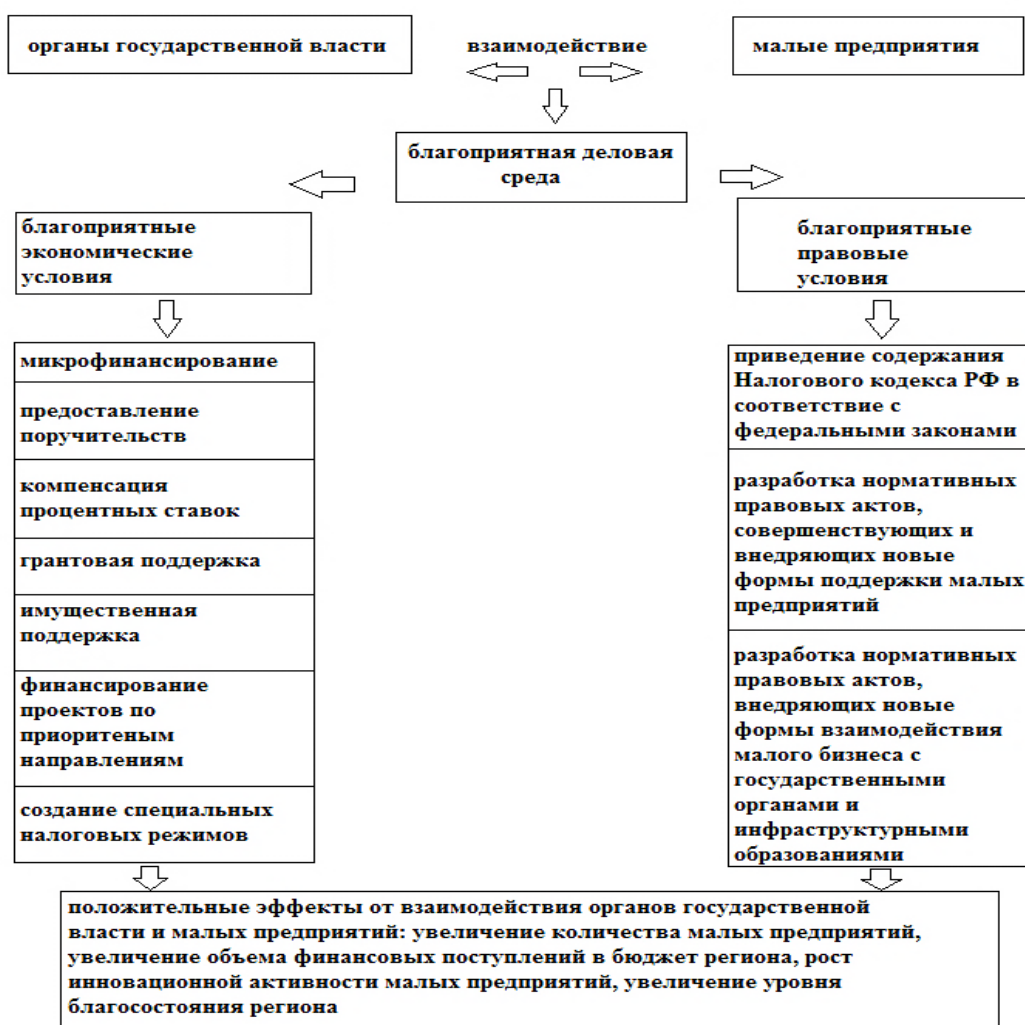 органы государственной власти
взаимодействие
малые предприятия
благоприятная деловая
среда
благоприятные
экономические
условия
благоприятные
правовые
условия
микрофинансирование
предоставление
поручительств
компенсация
процентных ставок
грантовая поддержка
имущественная
поддержка
финансирование
проектов по
приоритеным
направлениям
создание специальных
налоговых режимов
приведение содержания
Налогового кодекса РФ в
соответствие с
федеральными законами
разработка нормативных
правовых актов,
совершенствующих и
внедряющих новые
формы поддержки малых
предприятий
разработка нормативных
правовых актов,
внедряющих новые
формы взаимодействия
малого бизнеса с
государственными
органами и
инфраструктурными
образованиями
положительные эффекты от взаимодействия органов государственной
власти и малых предприятий: увеличение количества малых предприятий,
увеличение объема финансовых поступлений в бюджет региона, рост
инновационной активности малых предприятий, увеличение уровня
благосостояния региона